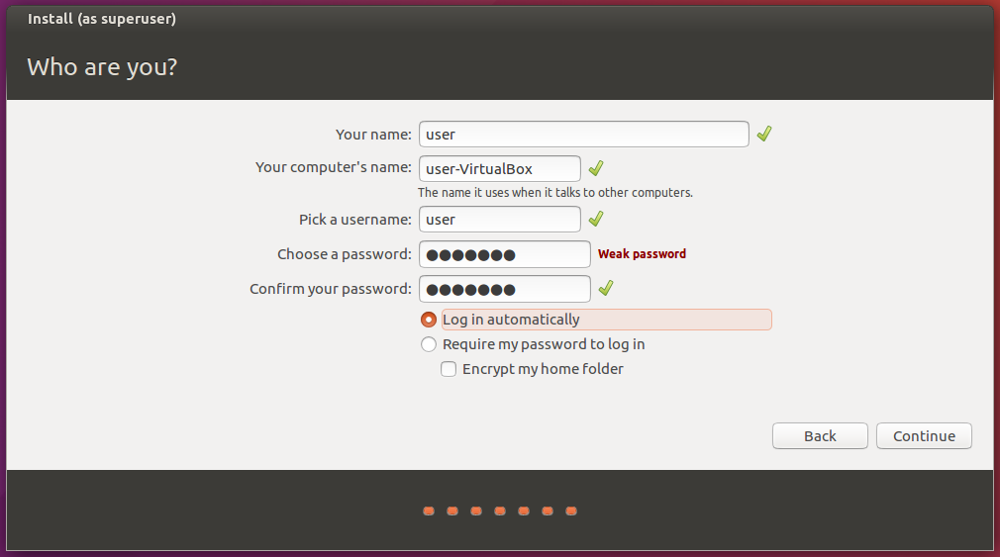 Install (as superuser)
Who are you?
Your name: user
Your computer's name: user-VirtualBox
The name it uses when it talks to other computers.
Pick a username: user
Choose a password: ●●●●●●● Weak password
Confirm your password: ●●●●●●●
Log in automatically
Require my password to log in
Encrypt my home folder
Back Continue